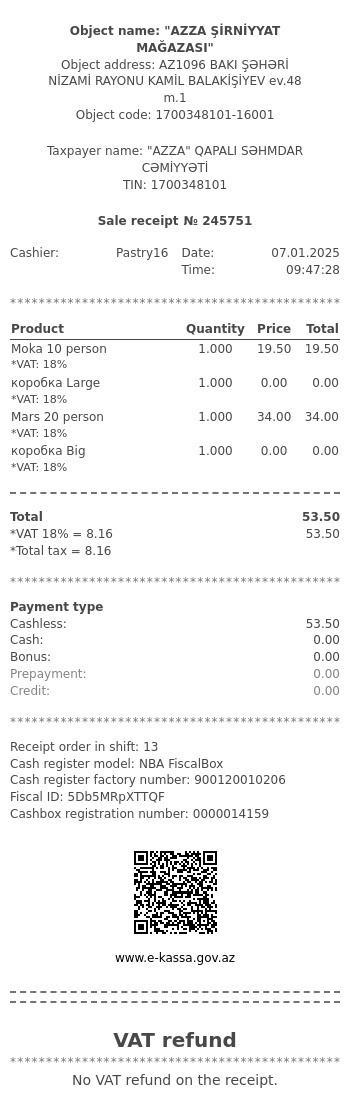 Object name: "AZZA ŞİRNİYYAT
MAĞAZASI"
Object address: AZ1096 BAKI ŞƏHƏRİ
NİZAMİ RAYONU KAMİL BALAKİŞİYEV ev.48
m.1
Object code: 1700348101-16001
Taxpayer name: "AZZA" QAPALI SƏHMDAR
CƏMİYYƏTİ
TIN: 1700348101
Sale receipt № 245751
Cashier: Pastry16 Date: 07.01.2025
Time: 09:47:28
************************************************
Product Quantity Price Total
Moka 10 person 1.000 19.50 19.50
*VAT: 18%
коробка Large 1.000 0.00 0.00
*VAT: 18%
Mars 20 person 1.000 34.00 34.00
*VAT: 18%
коробка Big 1.000 0.00 0.00
*VAT: 18%
Total 53.50
*VAT 18% = 8.16 53.50
*Total tax = 8.16
************************************************
Payment type
Cashless: 53.50
Cash: 0.00
Bonus: 0.00
Prepayment: 0.00
Credit: 0.00
************************************************
Receipt order in shift: 13
Cash register model: NBA FiscalBox
Cash register factory number: 900120010206
Fiscal ID: 5Db5MRpXTTQF
Cashbox registration number: 0000014159
www.e-kassa.gov.az
VAT refund
************************************************
No VAT refund on the receipt.